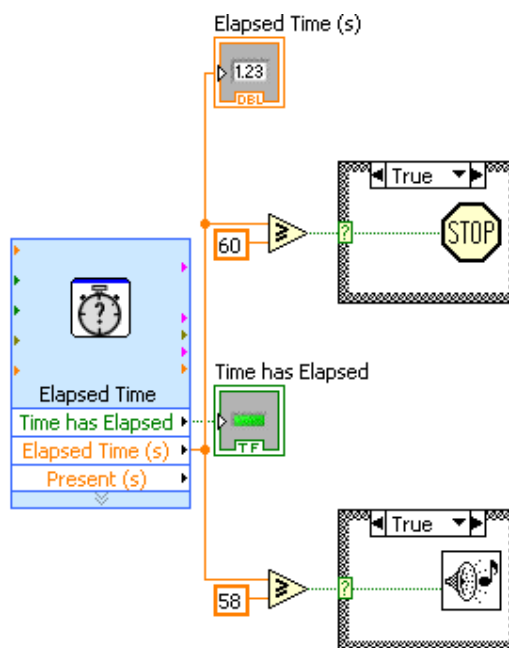 Elapsed Time (s)
1.23
DBL
True
?
60
STOP
?
Elapsed Time
Time has Elapsed
Time has Elapsed
TF
Elapsed Time (s)
Present (s)
True
?
58